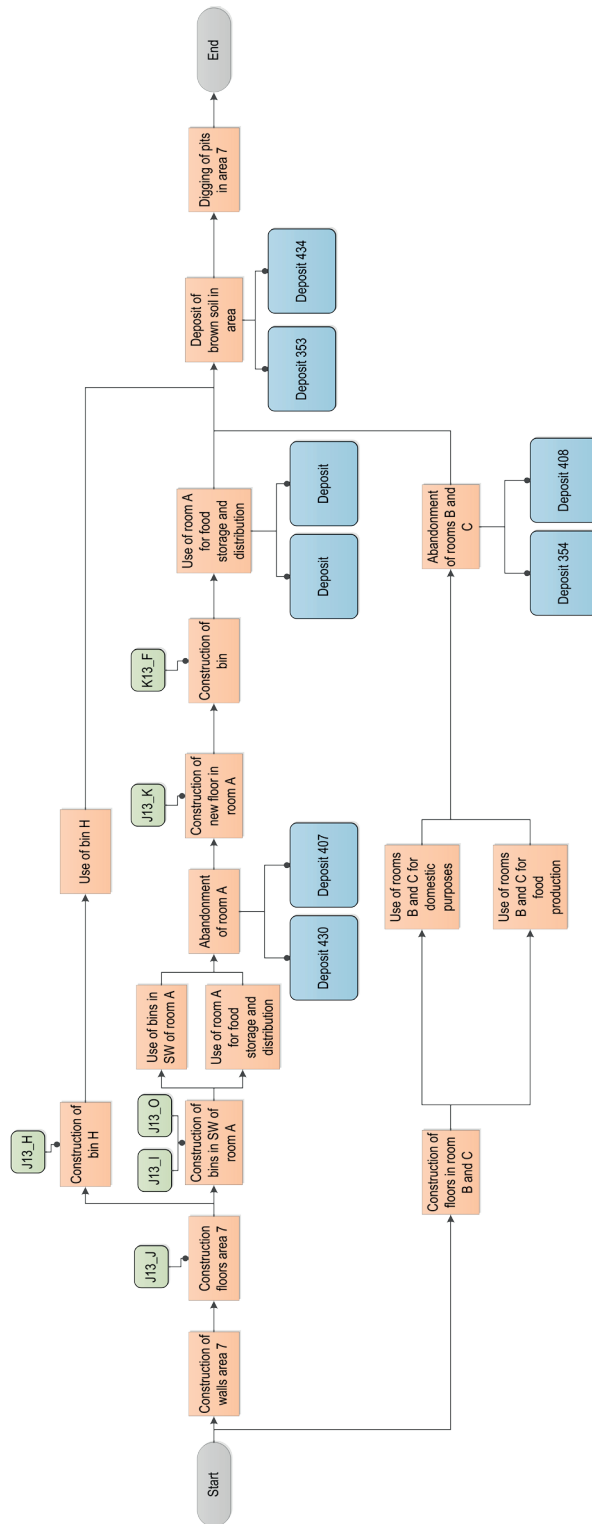 Start
Construction of
walls area 7
J13_J
Construction
floors area 7
J13_H
Construction of
bin H
Use of bin H
J13_I
J13_O
Construction of
bins in SW of
room A
Use of bins in
SW of room A
Use of room A
for food
storage and
distribution
Abandonment
of room A
Deposit 430
Deposit 407
J13_K
Construction of
new floor in
room A
K13_F
Construction of
bin
Use of room A
for food
storage and
distribution
Deposit
Deposit
Construction of
floors in room
B and C
Use of rooms
B and C for
domestic
purposes
Use of rooms
B and C for
food
production
Abandonment
of rooms B and
C
Deposit 354
Deposit 408
Deposit of
brown soil in
area
Deposit 353
Deposit 434
Digging of pits
in area 7
End